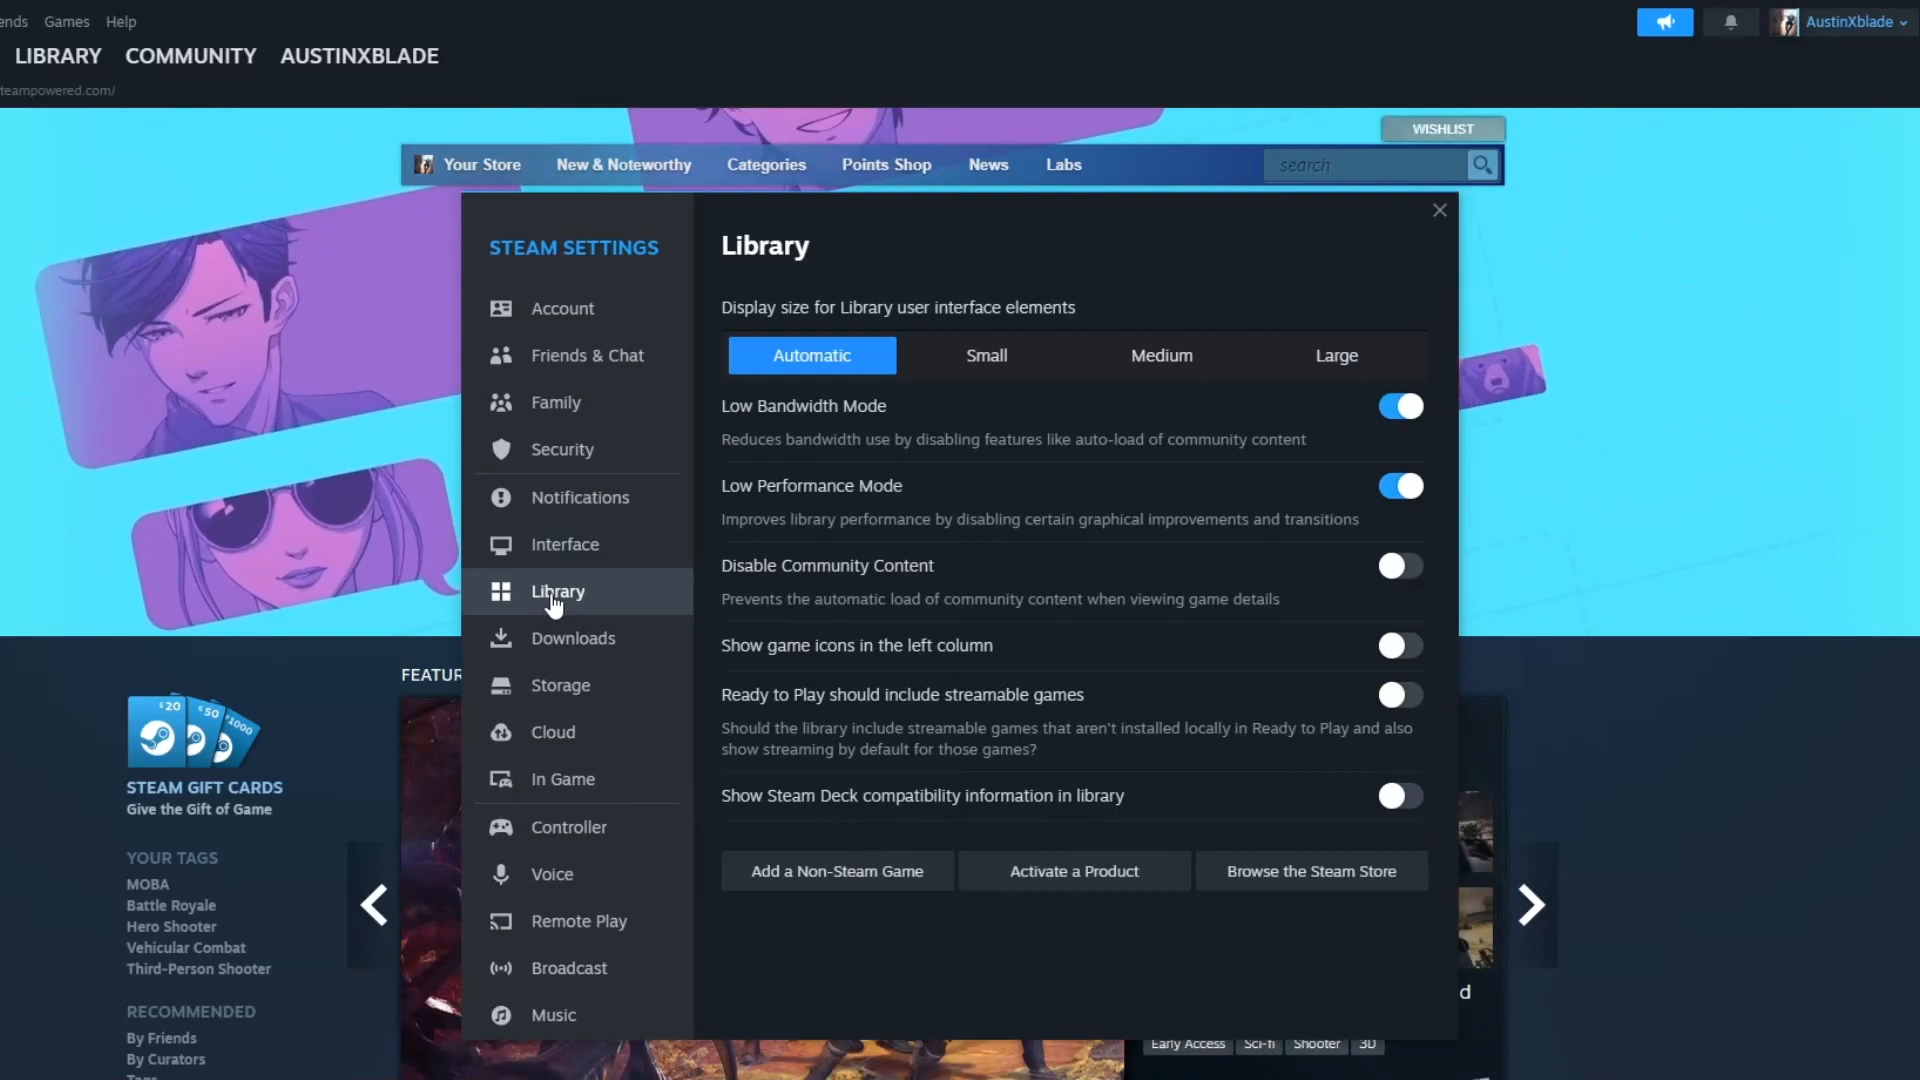 ends Games Help
AustinXblade
LIBRARY COMMUNITY AUSTINXBLADE
teampowered.com/
WISHLIST
Your Store New & Noteworthy Categories Points Shop News Labs
search
STEAM SETTINGS
Account
Friends & Chat
Family
Security
Notifications
Interface
Library
Downloads
Storage
Cloud
In Game
Controller
Voice
Remote Play
Broadcast
Music
Library
Display size for Library user interface elements
Automatic Small Medium Large
Low Bandwidth Mode
Reduces bandwidth use by disabling features like auto-load of community content
Low Performance Mode
Improves library performance by disabling certain graphical improvements and transitions
Disable Community Content
Prevents the automatic load of community content when viewing game details
Show game icons in the left column
Ready to Play should include streamable games
Should the library include streamable games that aren't installed locally in Ready to Play and also
show streaming by default for those games?
Show Steam Deck compatibility information in library
Add a Non-Steam Game Activate a Product Browse the Steam Store
FEATUR
$20 €50 ¥1000
STEAM GIFT CARDS
Give the Gift of Game
YOUR TAGS
MOBA
Battle Royale
Hero Shooter
Vehicular Combat
Third-Person Shooter
RECOMMENDED
By Friends
By Curators
Tags
d
Early Access Sci-fi Shooter 3D